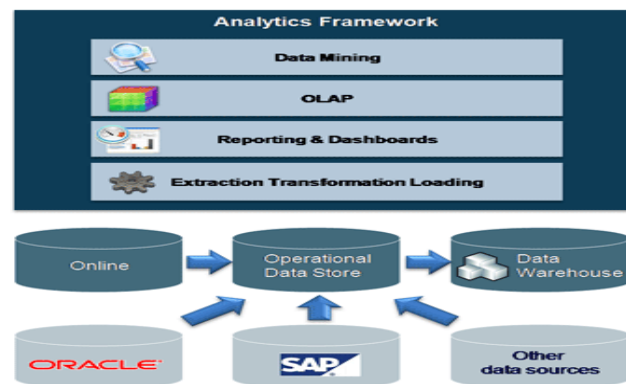 Analytics Framework
Data Mining
OLAP
Reporting & Dashboards
Extraction Transformation Loading
Online
Operational
Data Store
Data
Warehouse
ORACLE
SAP
Other
data sources